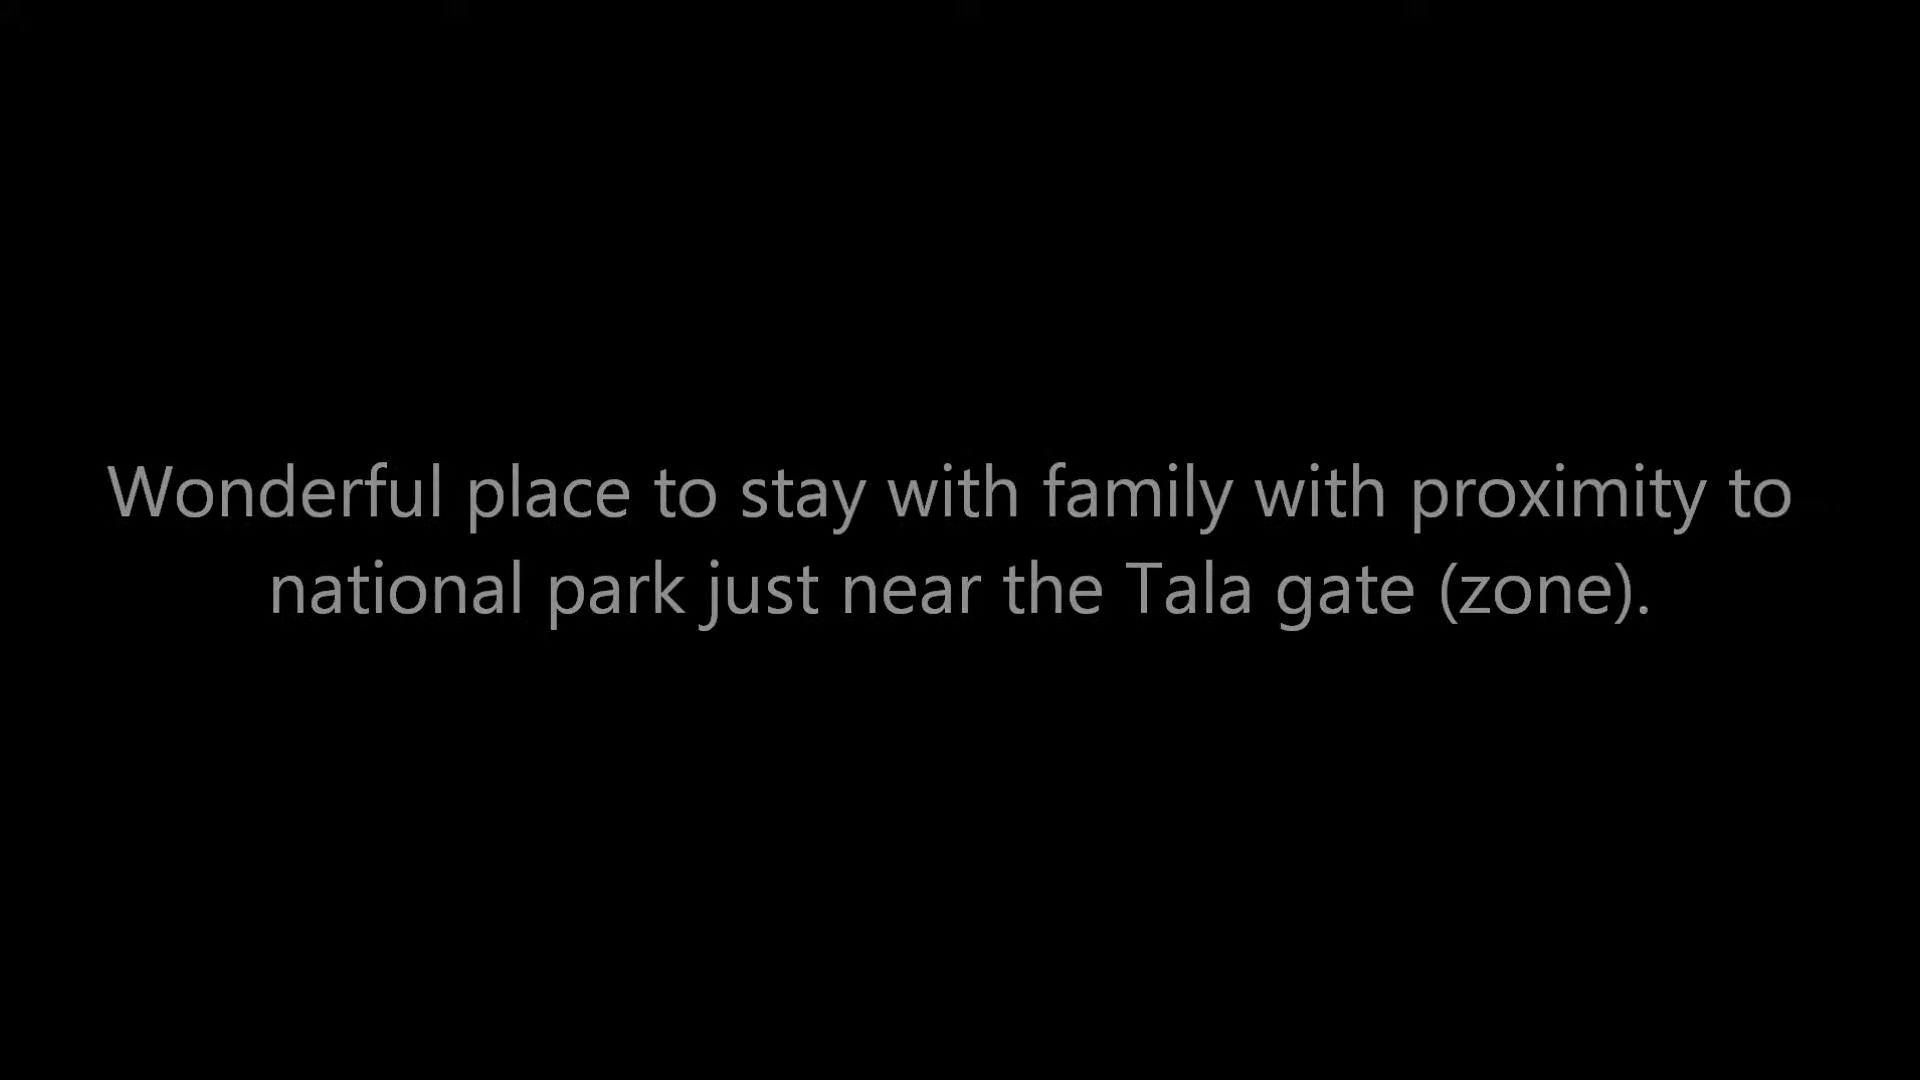 Wonderful place to stay with family with proximity to
national park just near the Tala gate (zone).